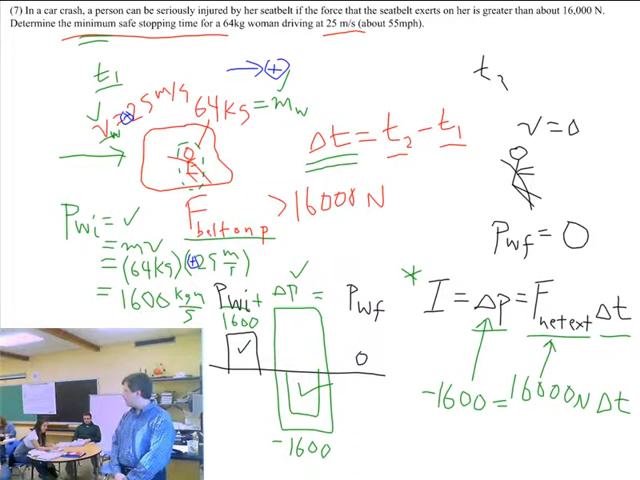 (7) In a car crash, a person can be seriously injured by her seatbelt if the force that the seatbelt exerts on her is greater than about 16,000 N.
Determine the minimum safe stopping time for a 64kg woman driving at 25 m/s (about 55mph).
t1
+
t2
v = +25 m/s
w
64kg = mw
Δt = t2 - t1
v = 0
Pwi = ✓
= mv
= (64kg)(+25 m/s)
= 1600 kgm/s
F belt on p > 16000 N
Pwf = 0
Pwi + Δp = Pwf
1600
✓
✓
✓
0
-1600
* I = Δp = F net ext Δt
-1600 = 16000N Δt